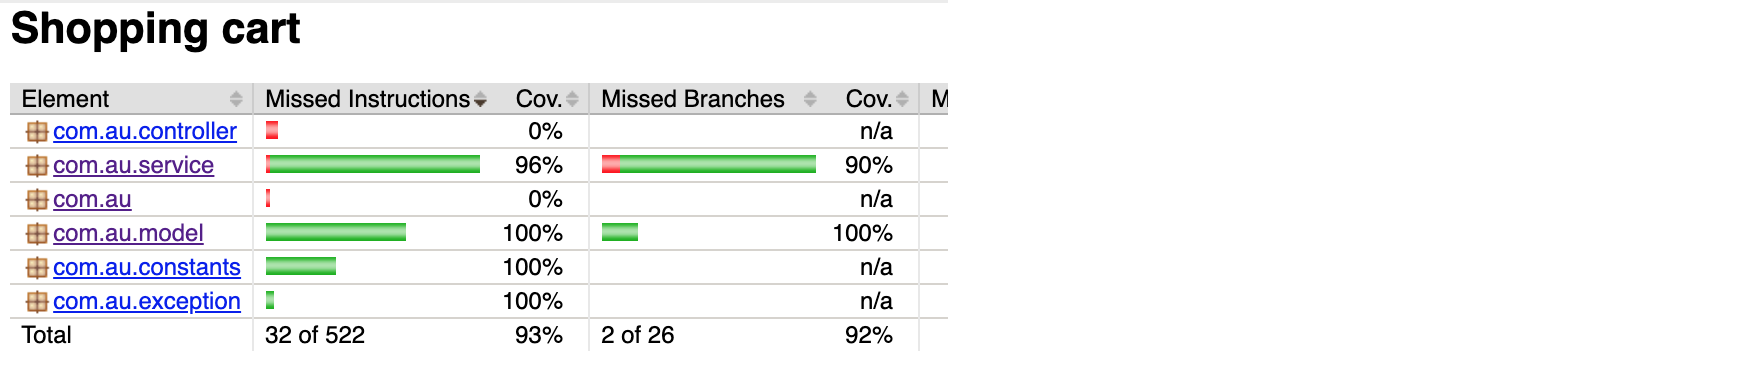 Shopping cart
Element Missed Instructions Cov. Missed Branches Cov. M
com.au.controller 0% n/a
com.au.service 96% 90%
com.au 0% n/a
com.au.model 100% 100%
com.au.constants 100% n/a
com.au.exception 100% n/a
Total 32 of 522 93% 2 of 26 92%